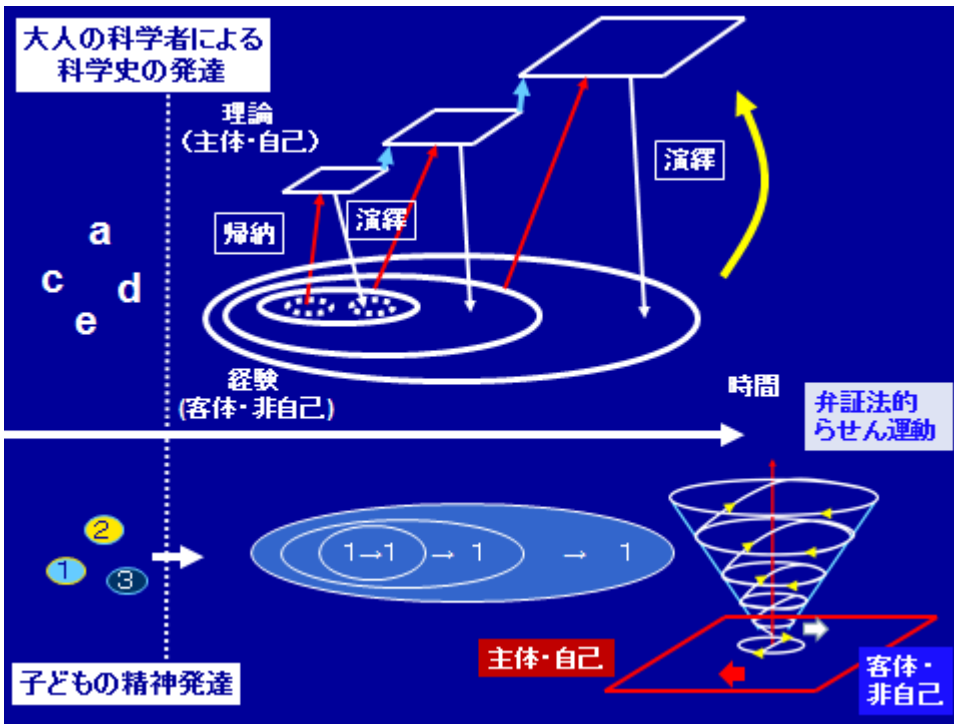 大人の科学者による
科学史の発達
理論
(主体・自己)
帰納
演繹
演繹
a
c
d
e
経験
(客体・非自己)
時間
弁証法的
らせん運動
2
1
3
1→1 → 1 → 1
主体・自己
客体・
非自己
子どもの精神発達